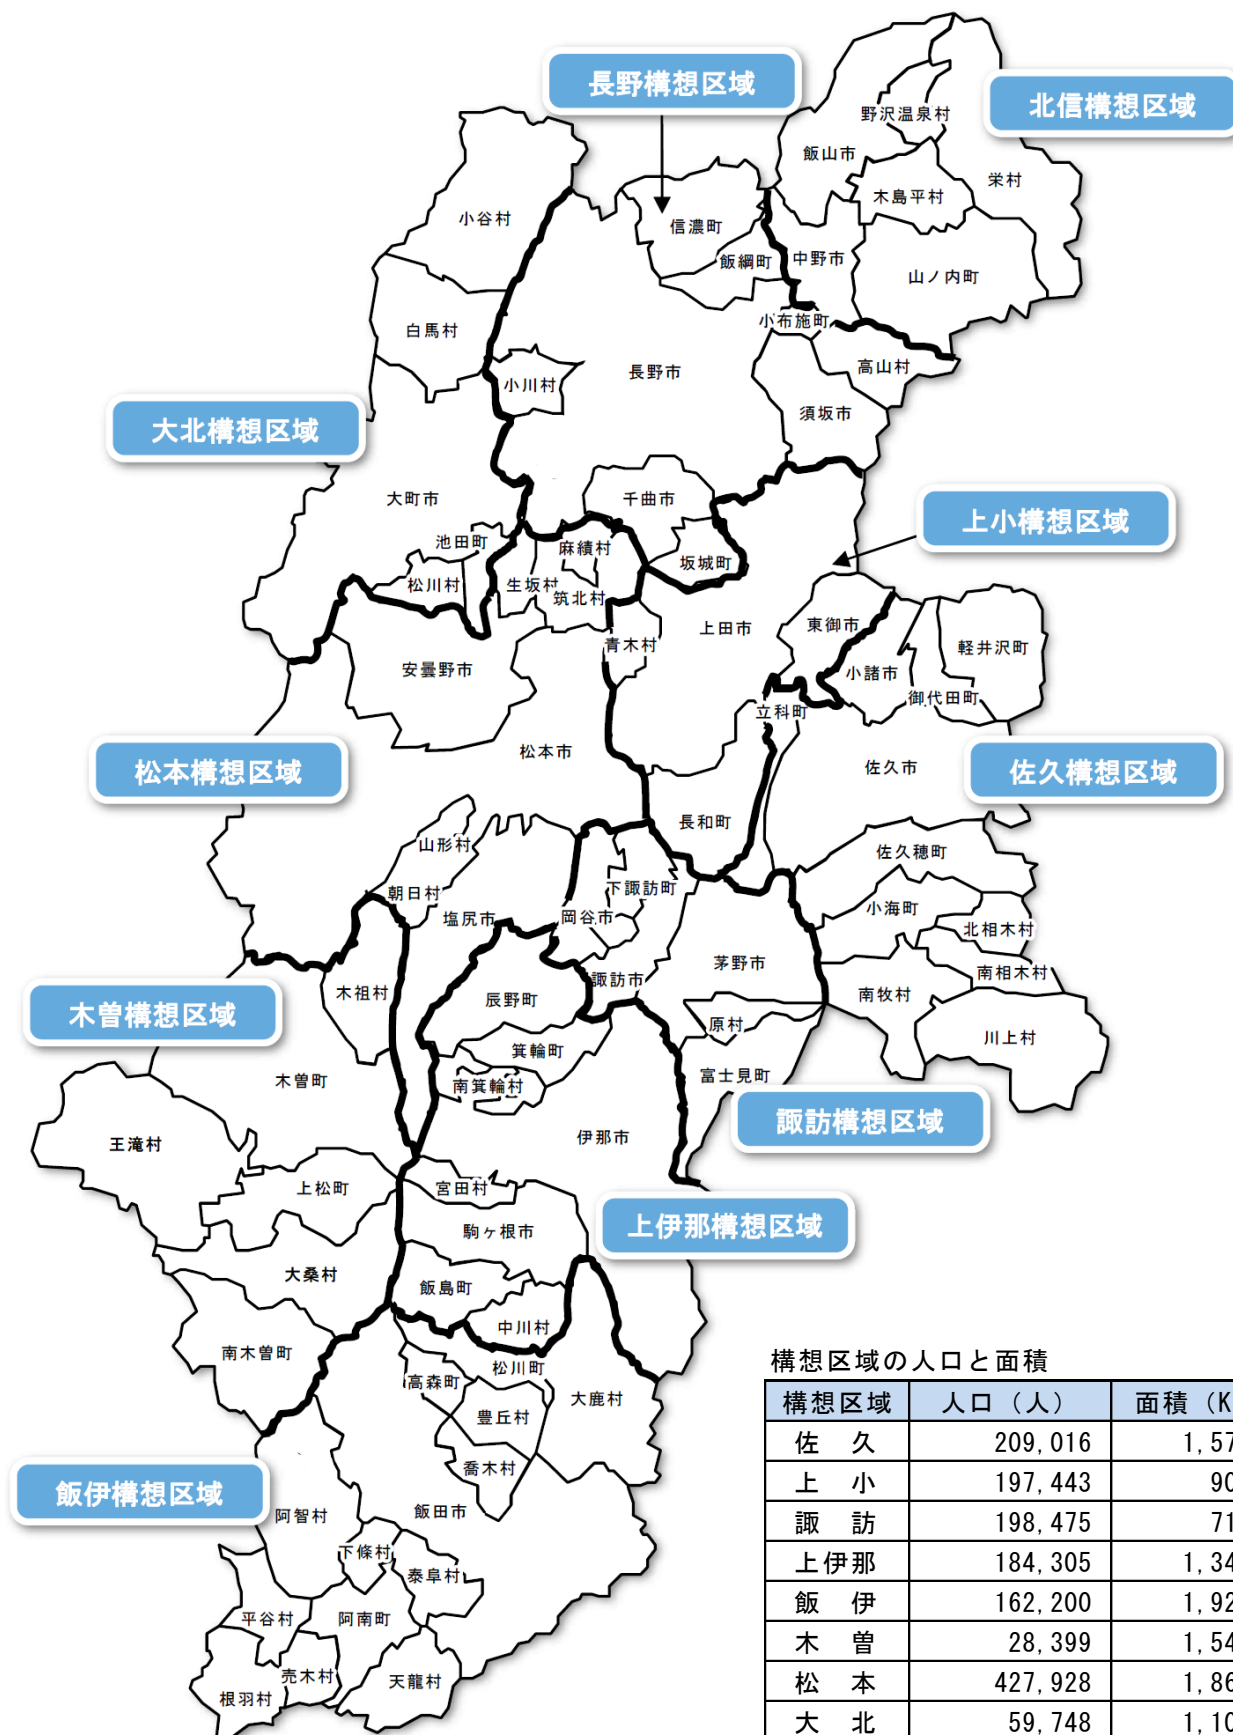 長野構想区域
北信構想区域
野沢温泉村
飯山市
栄村
木島平村
小谷村
信濃町
飯綱町
中野市
山ノ内町
小布施町
白馬村
高山村
長野市
小川村
須坂市
大北構想区域
大町市
千曲市
上小構想区域
池田町
麻績村
坂城町
松川村
生坂村
筑北村
上田市
東御市
青木村
軽井沢町
安曇野市
小諸市
御代田町
立科町
松本市
松本構想区域
佐久市
佐久構想区域
長和町
山形村
佐久穂町
朝日村
下諏訪町
小海町
塩尻市
岡谷市
北相木村
茅野市
南相木村
諏訪市
木祖村
辰野町
南牧村
木曽構想区域
原村
川上村
箕輪町
木曽町
南箕輪村
富士見町
諏訪構想区域
王滝村
伊那市
上松町
宮田村
上伊那構想区域
駒ヶ根市
大桑村
飯島町
中川村
南木曽町
松川町
高森町
大鹿村
豊丘村
喬木村
飯伊構想区域
飯田市
阿智村
下條村
泰阜村
平谷村
阿南町
売木村
天龍村
根羽村
構想区域の人口と面積
構想区域 人口（人） 面積（K
佐 久 209,016 1,57
上 小 197,443 90
諏 訪 198,475 71
上伊那 184,305 1,34
飯 伊 162,200 1,92
木 曽 28,399 1,54
松 本 427,928 1,86
大 北 59,748 1,10